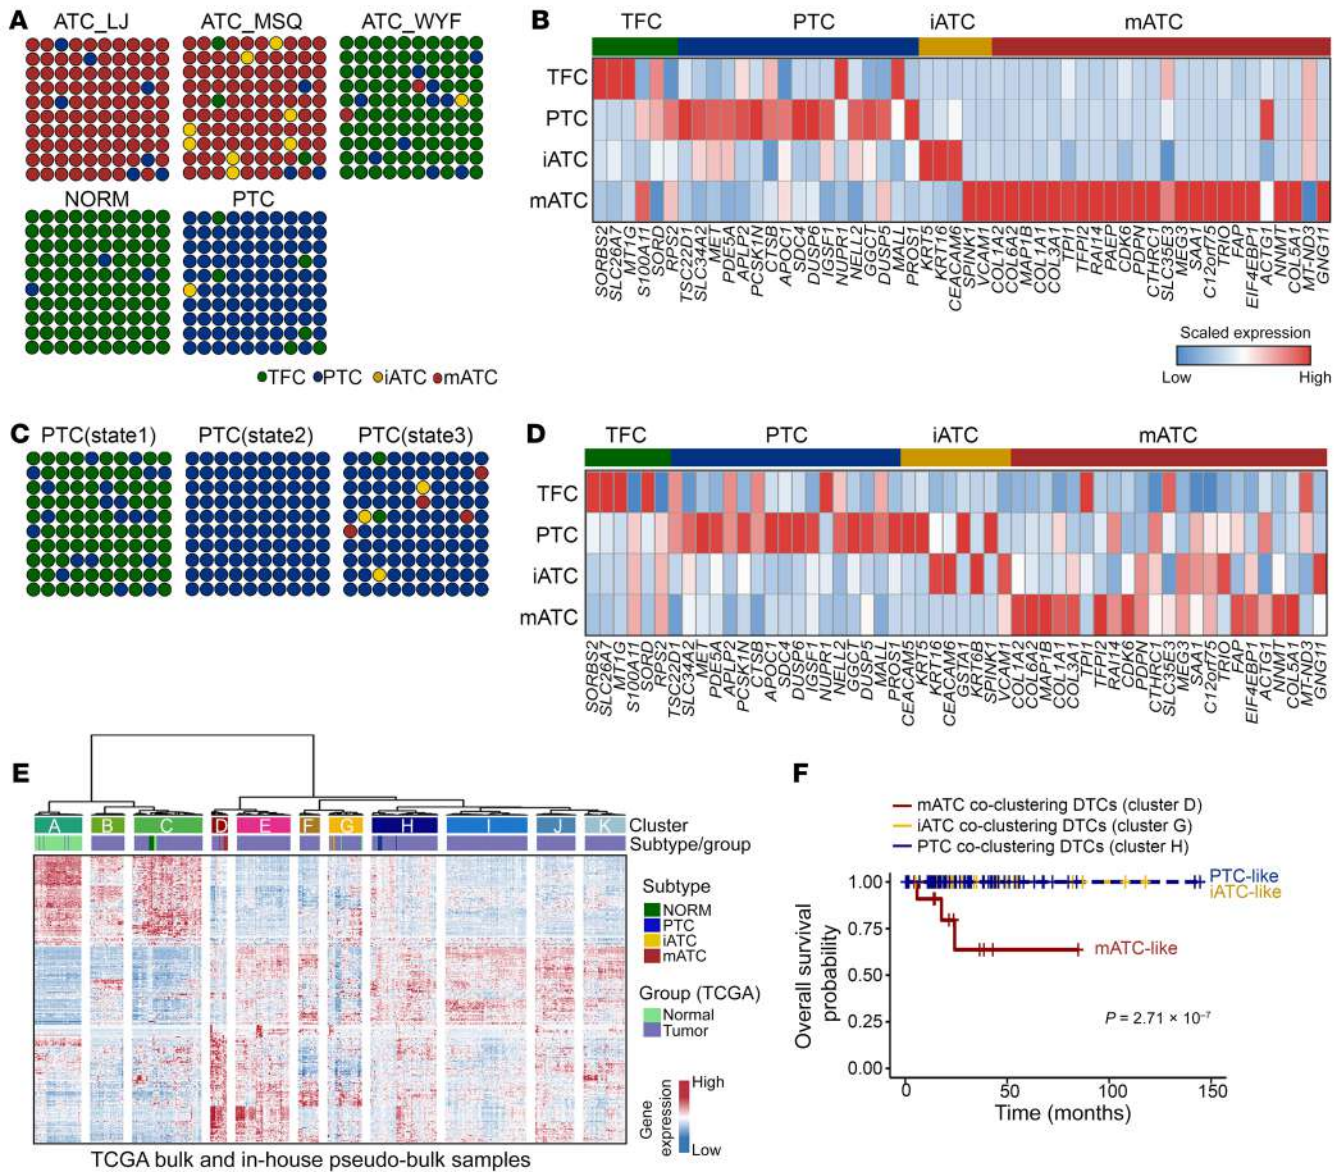 A
ATC_LJ ATC_MSQ ATC_WYF
NORM PTC
TFC PTC iATC mATC
B
TFC PTC iATC mATC
TFC
PTC
iATC
mATC
SORBS2
SLC26A7
MT1G
S100A11
SORD
RPS2
TSC22D1
SLC34A2
MET
PDE5A
APLP2
PCSK1N
CTSB
APOC1
SDC4
DUSP6
IGSF1
NUPR1
NELL2
GGCT
DUSP5
MALL
PROS1
KRT15
KRT16
CEACAM6
SPINK1
VCAM1
COL1A2
COL6A2
MAP1B
COL1A1
COL3A1
TPI1
TFPI2
RAI14
PAEP
CDK6
PDPN
CTHRC1
SLC35E3
MEG3
SAA1
C12orf75
TRIO
FAP
EIF4EBP1
ACTG1
NNMT
COL5A1
MT-ND3
GNG11
Scaled expression
Low High
C
PTC(state1) PTC(state2) PTC(state3)
D
TFC PTC iATC mATC
TFC
PTC
iATC
mATC
SORBS2
SLC26A7
MT1G
S100A11
SORD
RPS2
TSC22D1
SLC34A2
MET
PDE5A
APLP2
PCSK1N
CTSB
APOC1
SDC4
DUSP6
IGSF1
NUPR1
NELL2
GGCT
DUSP5
MALL
PROS1
CEACAM5
KRT5
KRT16
CEACAM6
GSTA1
KRT6B
SPINK1
VCAM1
COL1A2
COL6A2
MAP1B
COL1A1
COL3A1
TPI1
TFPI2
RAI14
CDK6
PDPN
CTHRC1
SLC35E3
MEG3
SAA1
C12orf75
TRIO
FAP
EIF4EBP1
ACTG1
NNMT
COL5A1
MT-ND3
GNG11
E
A B C D E F G H I J K Cluster
Subtype/group
Subtype
NORM
PTC
iATC
mATC
Group (TCGA)
Normal
Tumor
Gene expression
High
Low
TCGA bulk and in-house pseudo-bulk samples
F
mATC co-clustering DTCs (cluster D)
iATC co-clustering DTCs (cluster G)
PTC co-clustering DTCs (cluster H)
Overall survival
probability
1.00
0.75
0.50
0.25
0.00
PTC-like
iATC-like
mATC-like
P = 2.71 × 10⁻⁷
0 50 100 150
Time (months)